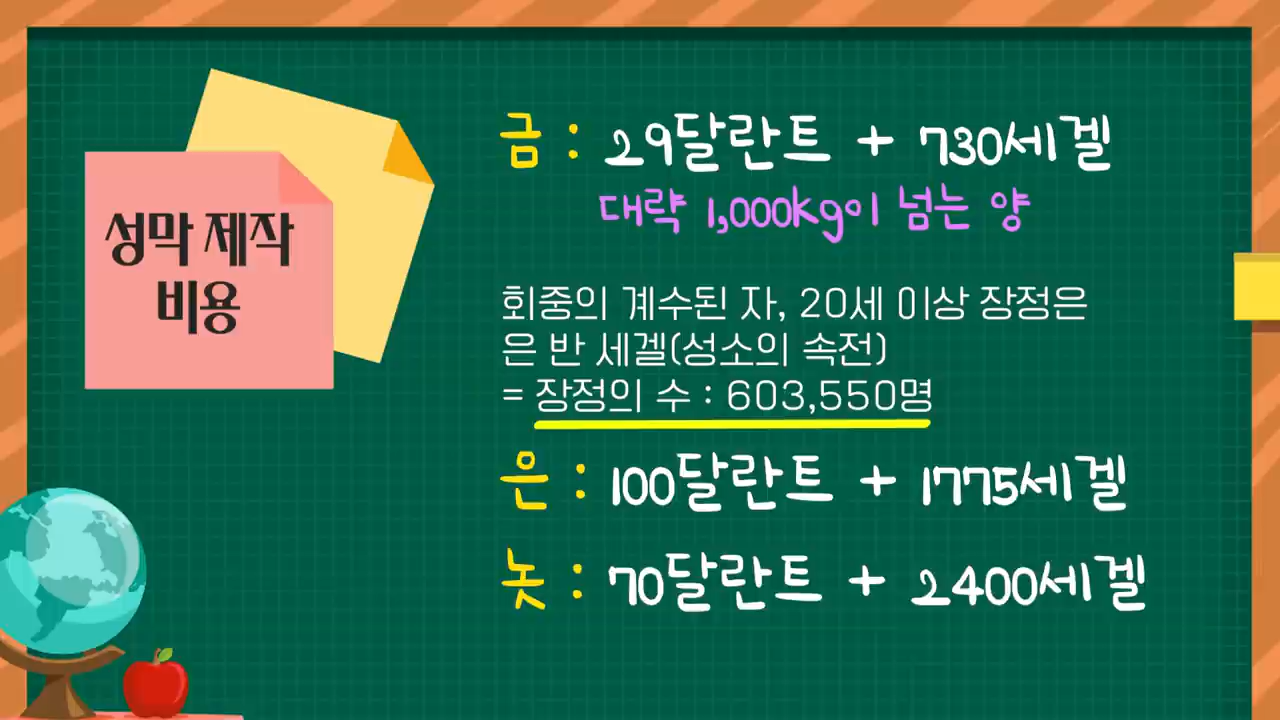 성막 제작
비용
금 : 29달란트 + 730세겔
대략 1,000kg이 넘는 양
회중의 계수된 자, 20세 이상 장정은
은 반 세겔(성소의 속전)
= 장정의 수 : 603,550명
은 : 100달란트 + 1775세겔
놋 : 70달란트 + 2400세겔